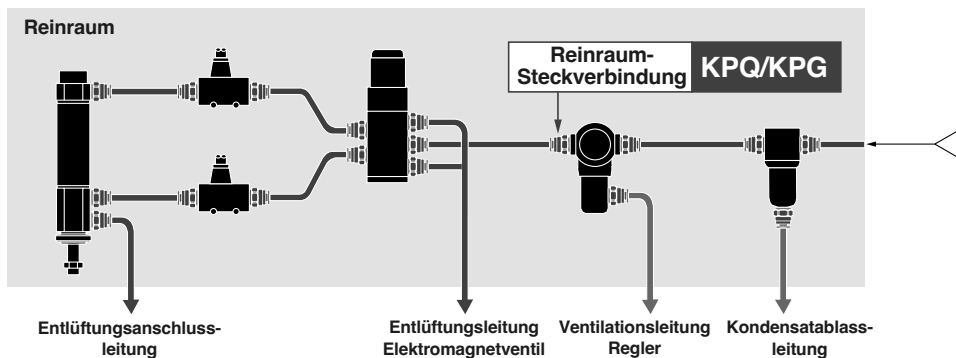 Reinraum
Reinraum-
Steckverbindung
KPQ/KPG
Entlüftungsanschluss-
leitung
Entlüftungsleitung
Elektromagnetventil
Ventilationsleitung
Regler
Kondensatablass-
leitung